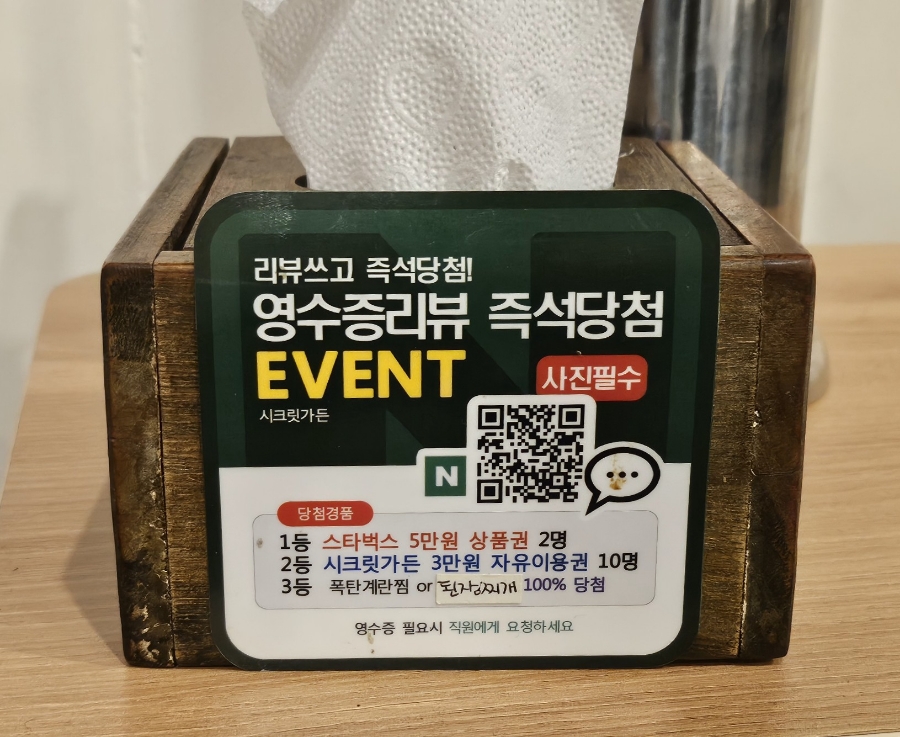 리뷰쓰고 즉석당첨!
영수증리뷰 즉석당첨
EVENT
사진필수
시크릿가든
N
당첨경품
1등 스타벅스 5만원 상품권 2명
2등 시크릿가든 3만원 자유이용권 10명
3등 폭탄계란찜 or 된장찌개 100% 당첨
영수증 필요시 직원에게 요청하세요